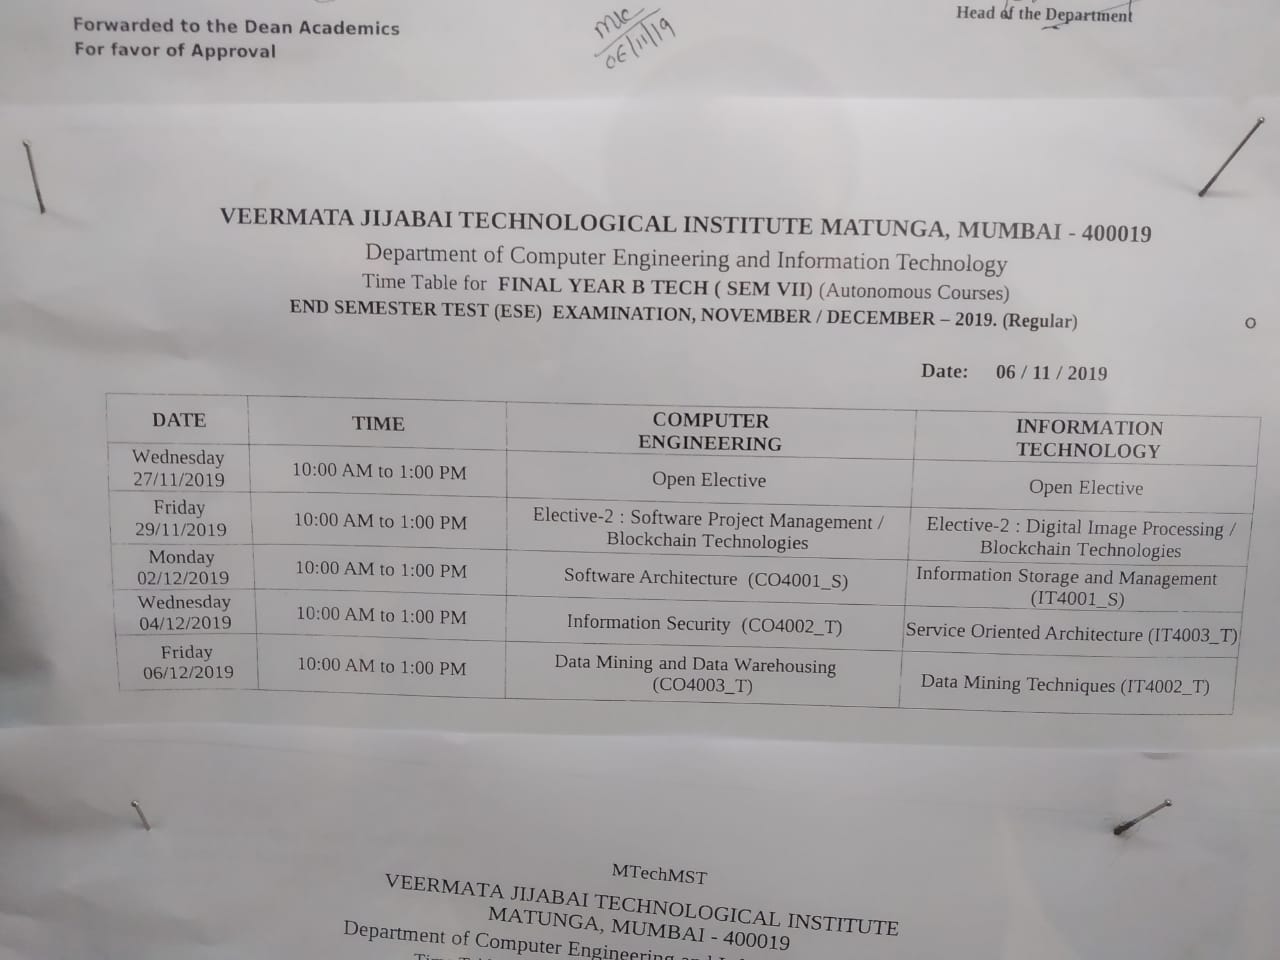 Forwarded to the Dean Academics
For favor of Approval
06/11/19
Head of the Department
VEERMATA JIJABAI TECHNOLOGICAL INSTITUTE MATUNGA, MUMBAI - 400019
Department of Computer Engineering and Information Technology
Time Table for FINAL YEAR B TECH ( SEM VII) (Autonomous Courses)
END SEMESTER TEST (ESE) EXAMINATION, NOVEMBER / DECEMBER – 2019. (Regular)
Date: 06 / 11 / 2019
DATE
TIME
COMPUTER
ENGINEERING
INFORMATION
TECHNOLOGY
Wednesday
27/11/2019
10:00 AM to 1:00 PM
Open Elective
Open Elective
Friday
29/11/2019
10:00 AM to 1:00 PM
Elective-2 : Software Project Management /
Blockchain Technologies
Elective-2 : Digital Image Processing /
Blockchain Technologies
Monday
02/12/2019
10:00 AM to 1:00 PM
Software Architecture (CO4001_S)
Information Storage and Management
(IT4001_S)
Wednesday
04/12/2019
10:00 AM to 1:00 PM
Information Security (CO4002_T)
Service Oriented Architecture (IT4003_T)
Friday
06/12/2019
10:00 AM to 1:00 PM
Data Mining and Data Warehousing
(CO4003_T)
Data Mining Techniques (IT4002_T)
MTechMST
VEERMATA JIJABAI TECHNOLOGICAL INSTITUTE
MATUNGA, MUMBAI - 400019
Department of Computer Engineering and